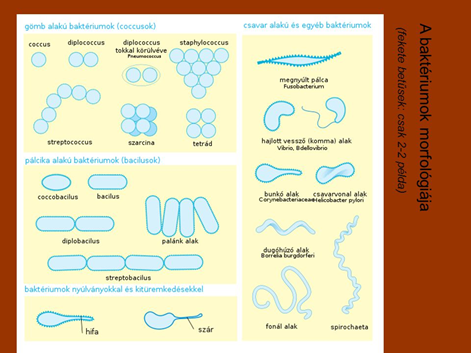 A baktériumok morfológiája
(fekete betűsek: csak 2-2 példa)
gömb alakú baktériumok (coccusok)
coccus
diplococcus
diplococcus
tokkal körülvéve
Pneumococcus
staphylococcus
streptococcus
szarcina
tetrád
pálcika alakú baktériumok (bacilusok)
coccobacilus
bacilus
diplobacilus
palánk alak
streptobacilus
baktériumok nyúlványokkal és kitüremkedésekkel
hifa
szár
csavar alakú és egyéb baktériumok
megnyúlt pálca
Fusobacterium
hajlott vessző (komma) alak
Vibrio, Bdellovibrio
bunkó alak
Corynebacteriaceae
csavarvonal alak
Helicobacter pylori
dugóhúzó alak
Borrelia burgdorferi
fonál alak
spirochaeta